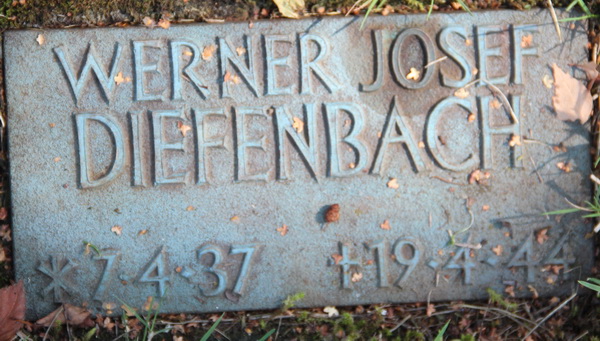 WERNER JOSEF
DIEFENBACH
* 7·4·37 † 19·4·44